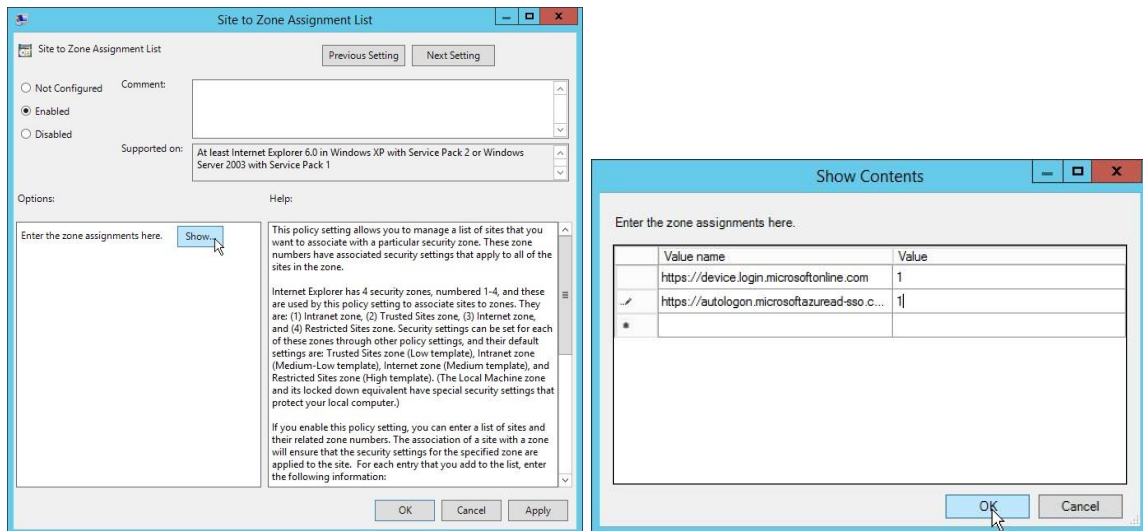 Site to Zone Assignment List
Site to Zone Assignment List
Previous Setting
Next Setting
Not Configured
Comment:
Enabled
Disabled
Supported on:
At least Internet Explorer 6.0 in Windows XP with Service Pack 2 or Windows
Server 2003 with Service Pack 1
Options:
Help:
Enter the zone assignments here.
Show...
This policy setting allows you to manage a list of sites that you
want to associate with a particular security zone. These zone
numbers have associated security settings that apply to all of the
sites in the zone.
Internet Explorer has 4 security zones, numbered 1-4, and these
are used by this policy setting to associate sites to zones. They
are: (1) Intranet zone, (2) Trusted Sites zone, (3) Internet zone,
and (4) Restricted Sites zone. Security settings can be set for each
of these zones through other policy settings, and their default
settings are: Trusted Sites zone (Low template), Intranet zone
(Medium-Low template), Internet zone (Medium template), and
Restricted Sites zone (High template). (The Local Machine zone
and its locked down equivalent have special security settings that
protect your local computer.)
If you enable this policy setting, you can enter a list of sites and
their related zone numbers. The association of a site with a zone
will ensure that the security settings for the specified zone are
applied to the site.  For each entry that you add to the list, enter
the following information:
OK
Cancel
Apply
Show Contents
Enter the zone assignments here.
Value name
Value
https://device.login.microsoftonline.com
1
https://autologon.microsoftazuread-sso.c...
1
OK
Cancel